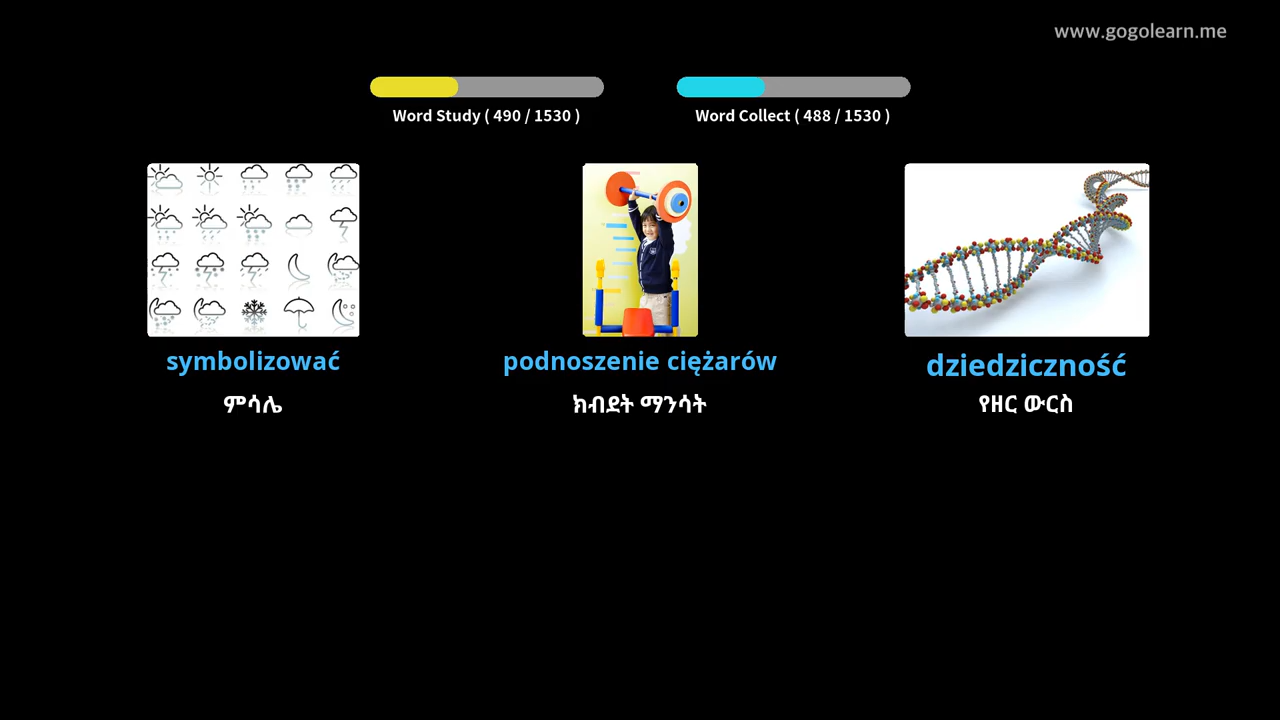 www.gogolearn.me
Word Study ( 490 / 1530 )
Word Collect ( 488 / 1530 )
symbolizować
podnoszenie ciężarów
dziedziczność
ምሳሌ
ክብደት ማንሳት
የዘር ውርስ